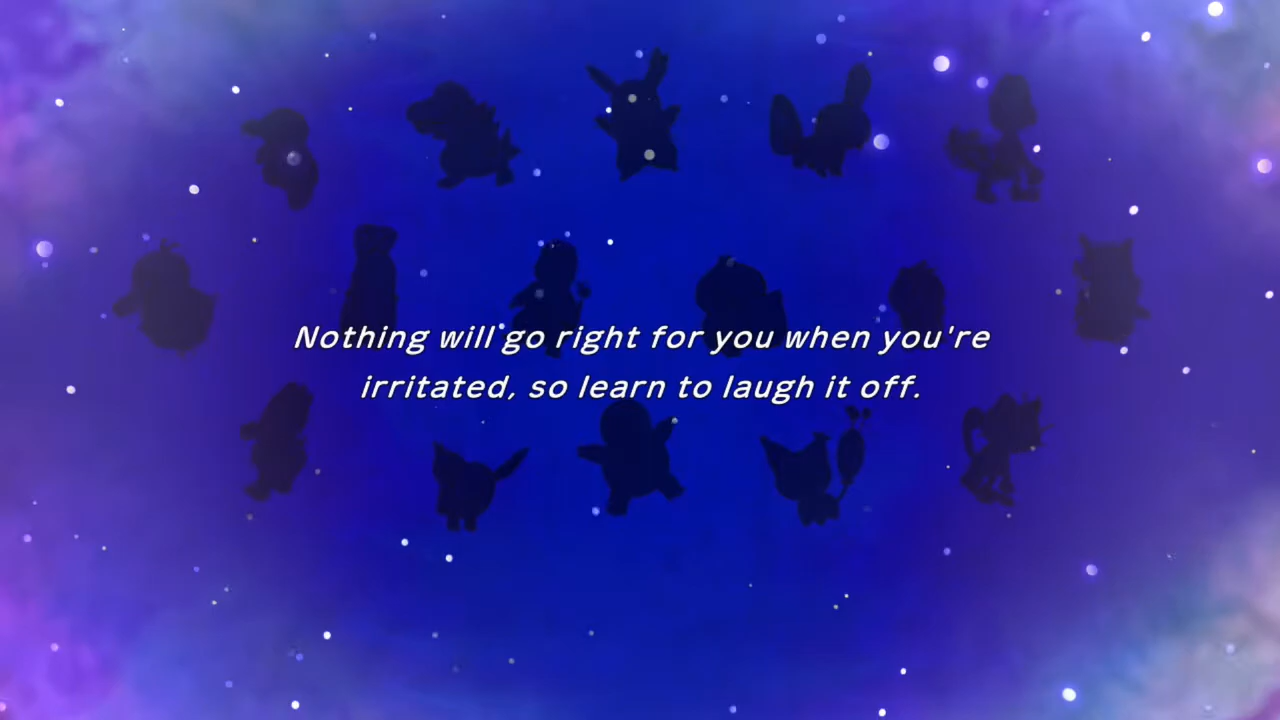 Nothing will go right for you when you're
irritated, so learn to laugh it off.